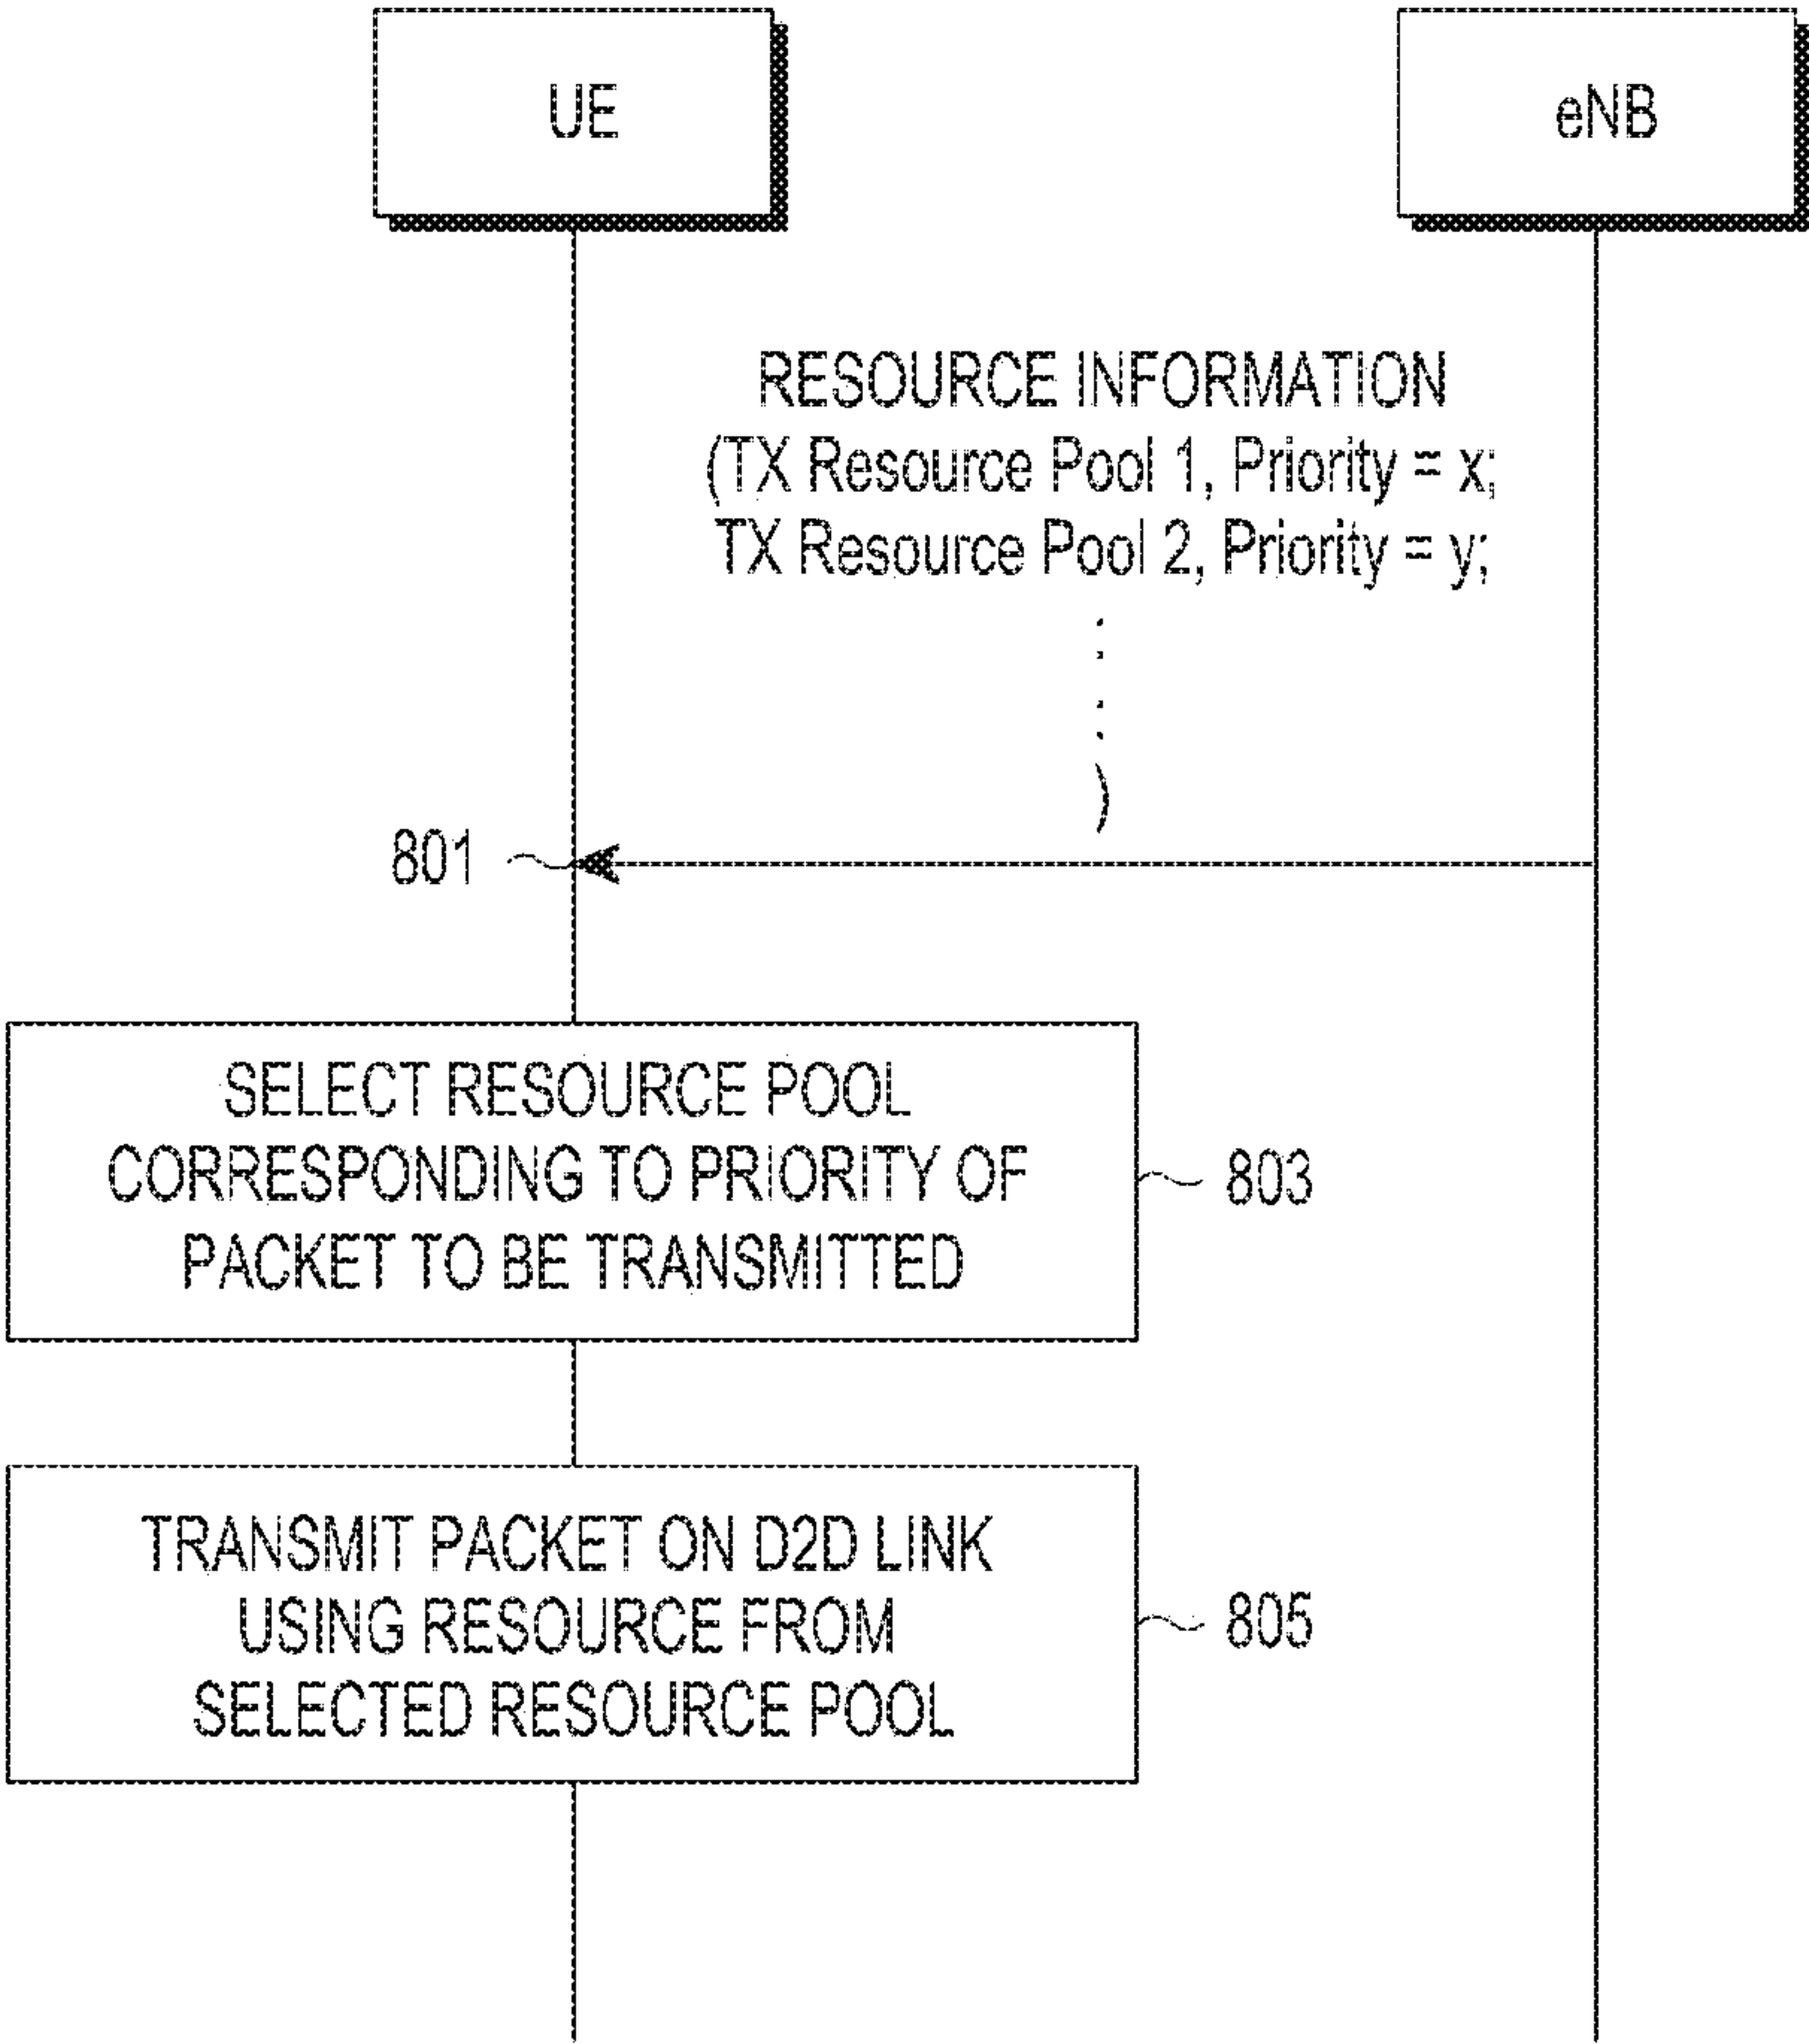 UE
eNB
RESOURCE INFORMATION
(TX Resource Pool 1, Priority = x;
TX Resource Pool 2, Priority = y;
)
801
SELECT RESOURCE POOL
CORRESPONDING TO PRIORITY OF
PACKET TO BE TRANSMITTED
803
TRANSMIT PACKET ON D2D LINK
USING RESOURCE FROM
SELECTED RESOURCE POOL
805